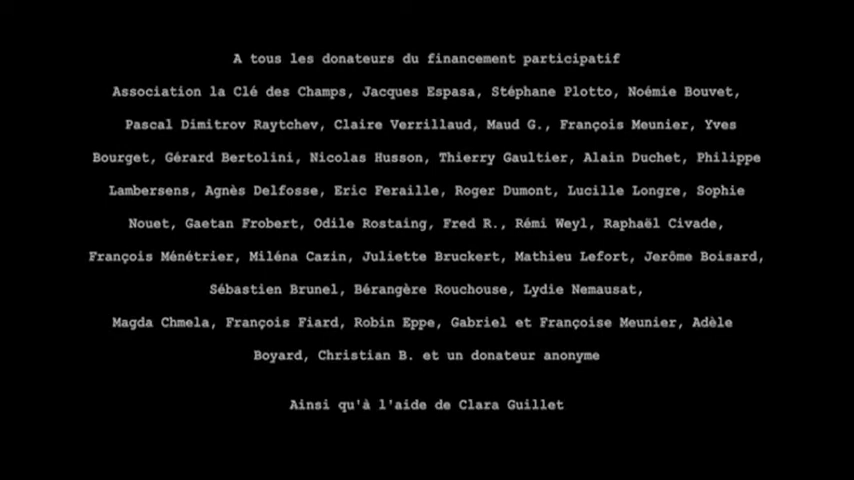 A tous les donateurs du financement participatif
Association la Clé des Champs, Jacques Espasa, Stéphane Plotto, Noémie Bouvet,
Pascal Dimitrov Raytchev, Claire Verrillaud, Maud G., François Meunier, Yves
Bourget, Gérard Bertolini, Nicolas Husson, Thierry Gaultier, Alain Duchet, Philippe
Lambersens, Agnès Delfosse, Eric Feraille, Roger Dumont, Lucille Longre, Sophie
Nouet, Gaetan Frobert, Odile Rostaing, Fred R., Rémi Weyl, Raphaël Civade,
François Ménétrier, Miléna Cazin, Juliette Bruckert, Mathieu Lefort, Jerôme Boisard,
Sébastien Brunel, Bérangère Rouchouse, Lydie Nemausat,
Magda Chmela, François Fiard, Robin Eppe, Gabriel et Françoise Meunier, Adèle
Boyard, Christian B. et un donateur anonyme
Ainsi qu'à l'aide de Clara Guillet